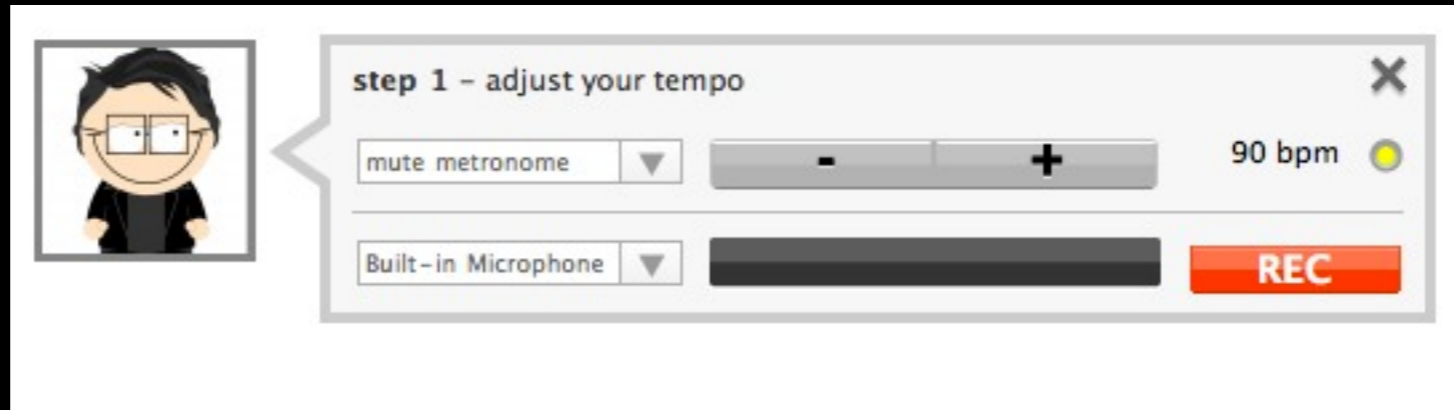 step 1 – adjust your tempo
mute metronome - + 90 bpm
Built-in Microphone REC